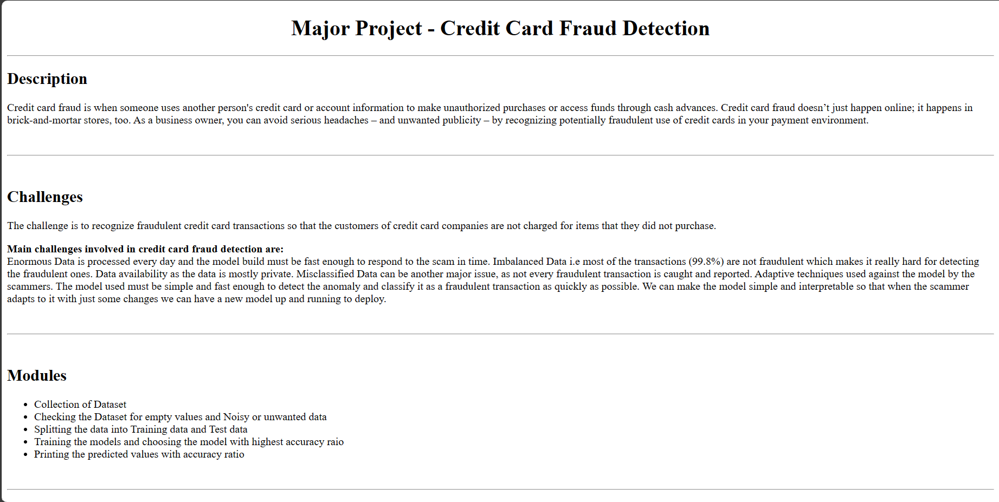 Major Project - Credit Card Fraud Detection
Description
Credit card fraud is when someone uses another person's credit card or account information to make unauthorized purchases or access funds through cash advances. Credit card fraud doesn’t just happen online; it happens in
brick-and-mortar stores, too. As a business owner, you can avoid serious headaches – and unwanted publicity – by recognizing potentially fraudulent use of credit cards in your payment environment.
Challenges
The challenge is to recognize fraudulent credit card transactions so that the customers of credit card companies are not charged for items that they did not purchase.
Main challenges involved in credit card fraud detection are:
Enormous Data is processed every day and the model build must be fast enough to respond to the scam in time. Imbalanced Data i.e most of the transactions (99.8%) are not fraudulent which makes it really hard for detecting
the fraudulent ones. Data availability as the data is mostly private. Misclassified Data can be another major issue, as not every fraudulent transaction is caught and reported. Adaptive techniques used against the model by the
scammers. The model used must be simple and fast enough to detect the anomaly and classify it as a fraudulent transaction as quickly as possible. We can make the model simple and interpretable so that when the scammer
adapts to it with just some changes we can have a new model up and running to deploy.
Modules
• Collection of Dataset
• Checking the Dataset for empty values and Noisy or unwanted data
• Splitting the data into Training data and Test data
• Training the models and choosing the model with highest accuracy raio
• Printing the predicted values with accuracy ratio